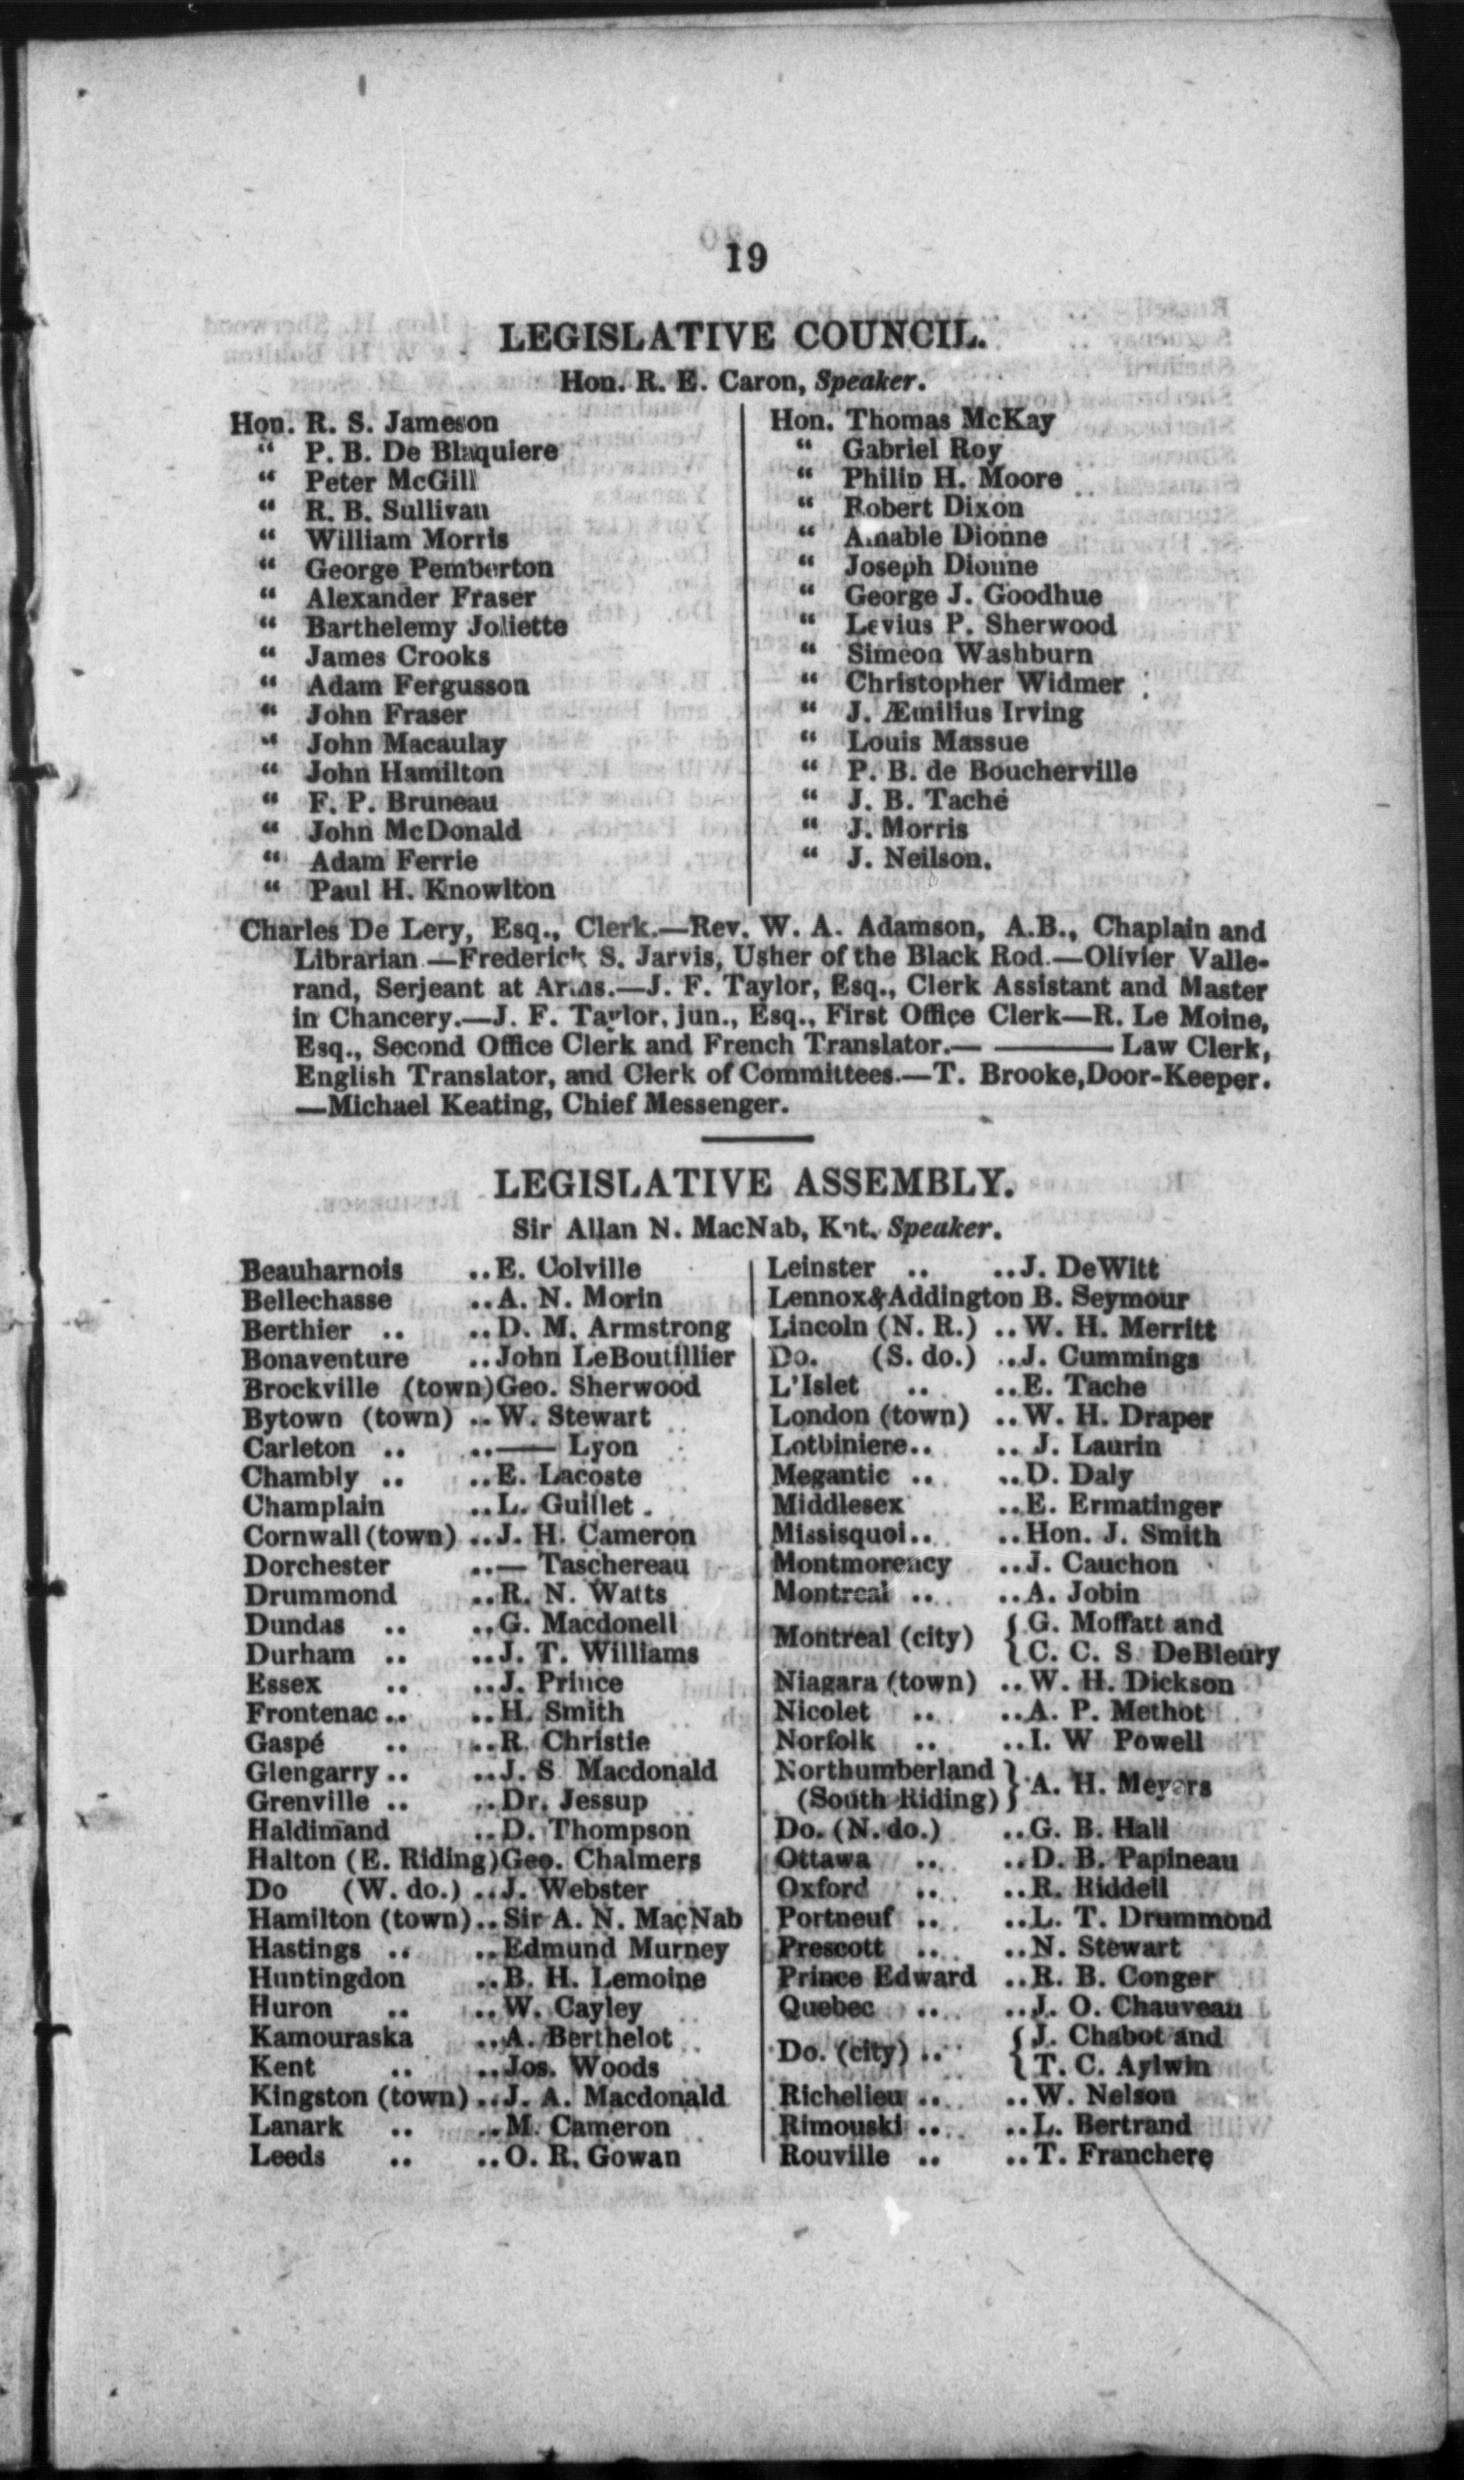 19
LEGISLATIVE COUNCIL.
Hon. R. E. Caron, Speaker.
Hon. R. S. Jameson
“ P. B. De Blaquiere
“ Peter McGill
“ R. B. Sullivan
“ William Morris
“ George Pemberton
“ Alexander Fraser
“ Barthelemy Joliette
“ James Crooks
“ Adam Fergusson
“ John Fraser
“ John Macaulay
“ John Hamilton
“ F. P. Bruneau
“ John McDonald
“ Adam Ferrie
“ Paul H. Knowlton
Hon. Thomas McKay
“ Gabriel Roy
“ Philip H. Moore
“ Robert Dixon
“ Amable Dionne
“ Joseph Dionne
“ George J. Goodhue
“ Levius P. Sherwood
“ Simeon Washburn
“ Christopher Widmer
“ J. Æmilius Irving
“ Louis Massue
“ P. B. de Boucherville
“ J. B. Taché
“ J. Morris
“ J. Neilson.
Charles De Lery, Esq., Clerk.—Rev. W. A. Adamson, A.B., Chaplain and
Librarian.—Frederick S. Jarvis, Usher of the Black Rod.—Olivier Valle-
rand, Serjeant at Arms.—J. F. Taylor, Esq., Clerk Assistant and Master
in Chancery.—J. F. Taylor, jun., Esq., First Office Clerk—R. Le Moine,
Esq., Second Office Clerk and French Translator.— ——— Law Clerk,
English Translator, and Clerk of Committees.—T. Brooke, Door-Keeper.
—Michael Keating, Chief Messenger.
LEGISLATIVE ASSEMBLY.
Sir Allan N. MacNab, Knt. Speaker.
Beauharnois ..E. Colville
Bellechasse ..A. N. Morin
Berthier .. ..D. M. Armstrong
Bonaventure ..John LeBoutillier
Brockville (town)Geo. Sherwood
Bytown (town) ..W. Stewart
Carleton .. ..—— Lyon
Chambly .. ..E. Lacoste
Champlain ..L. Guillet.
Cornwall (town) ..J. H. Cameron
Dorchester ..— Taschereau
Drummond ..R. N. Watts
Dundas .. ..G. Macdonell
Durham .. ..J. T. Williams
Essex .. ..J. Prince
Frontenac.. ..H. Smith
Gaspé .. ..R. Christie
Glengarry.. ..J. S. Macdonald
Grenville .. ..Dr. Jessup
Haldimand ..D. Thompson
Halton (E. Riding)Geo. Chalmers
Do (W. do.) ..J. Webster
Hamilton (town)..Sir A. N. MacNab
Hastings .. ..Edmund Murney
Huntingdon ..B. H. Lemoine
Huron .. ..W. Cayley
Kamouraska ..A. Berthelot
Kent .. ..Jos. Woods
Kingston (town)..J. A. Macdonald
Lanark .. ..M. Cameron
Leeds .. ..O. R. Gowan
Leinster .. ..J. DeWitt
Lennox&Addington B. Seymour
Lincoln (N. R.) ..W. H. Merritt
Do. (S. do.) ..J. Cummings
L'Islet .. ..E. Tache
London (town) ..W. H. Draper
Lotbiniere.. .. J. Laurin
Megantic .. ..D. Daly
Middlesex ..E. Ermatinger
Missisquoi.. ..Hon. J. Smith
Montmorency ..J. Cauchon
Montreal .. ..A. Jobin
Montreal (city) { G. Moffatt and
{ C. C. S. DeBleury
Niagara (town) ..W. H. Dickson
Nicolet .. ..A. P. Methot
Norfolk .. ..I. W Powell
Northumberland }
(South Riding) } A. H. Meyers
Do. (N. do.) ..G. B. Hall
Ottawa .. ..D. B. Papineau
Oxford .. ..R. Riddell
Portneuf .. ..L. T. Drummond
Prescott .. ..N. Stewart
Prince Edward ..R. B. Conger
Quebec .. ..J. O. Chauveau
Do. (city) .. { J. Chabot and
{ T. C. Aylwin
Richelieu .. ..W. Nelson
Rimouski .. ..L. Bertrand
Rouville .. ..T. Franchere